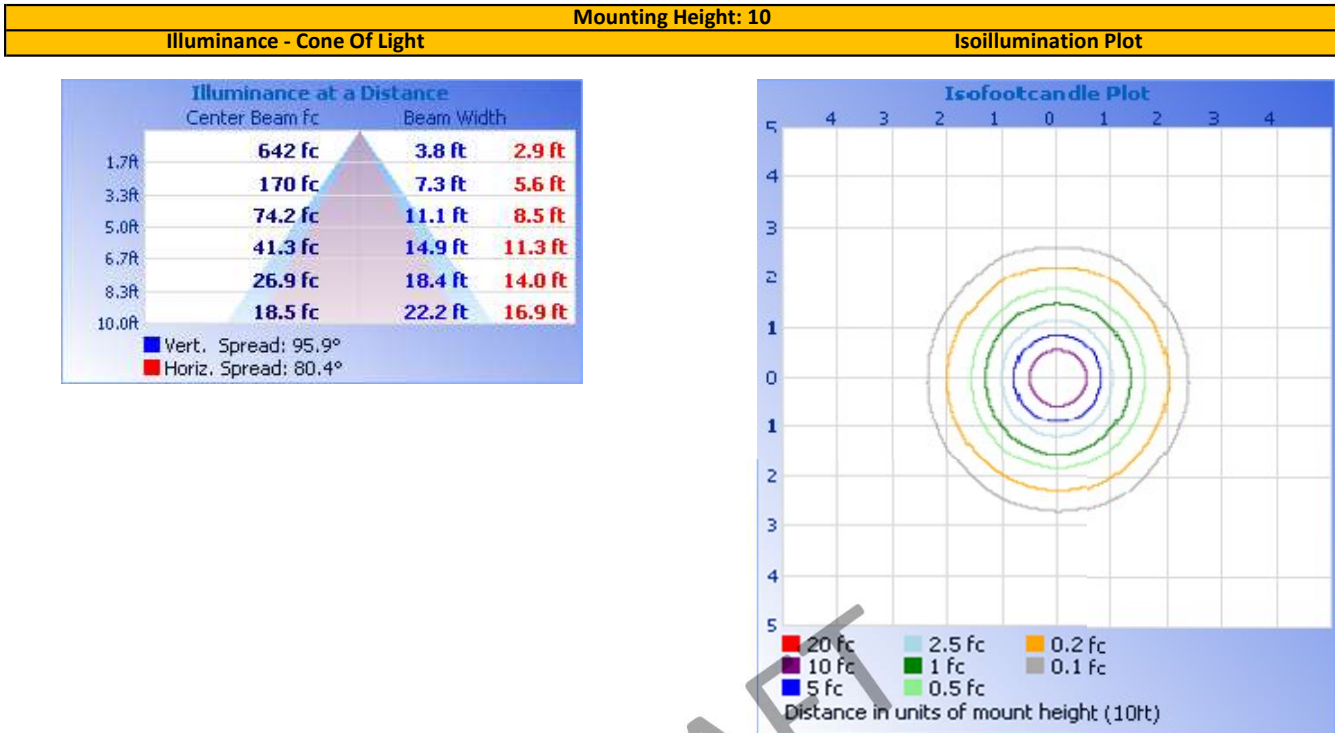 Mounting Height: 10
Illuminance - Cone Of Light
Isoillumination Plot
Illuminance at a Distance
Center Beam fc Beam Width
1.7ft 642 fc 3.8 ft 2.9 ft
3.3ft 170 fc 7.3 ft 5.6 ft
5.0ft 74.2 fc 11.1 ft 8.5 ft
6.7ft 41.3 fc 14.9 ft 11.3 ft
8.3ft 26.9 fc 18.4 ft 14.0 ft
10.0ft 18.5 fc 22.2 ft 16.9 ft
Vert. Spread: 95.9°
Horiz. Spread: 80.4°
Isofootcandle Plot
4 3 2 1 0 1 2 3 4
5
4
3
2
1
0
1
2
3
4
5
20 fc 2.5 fc 0.2 fc
10 fc 1 fc 0.1 fc
5 fc 0.5 fc
Distance in units of mount height (10ft)